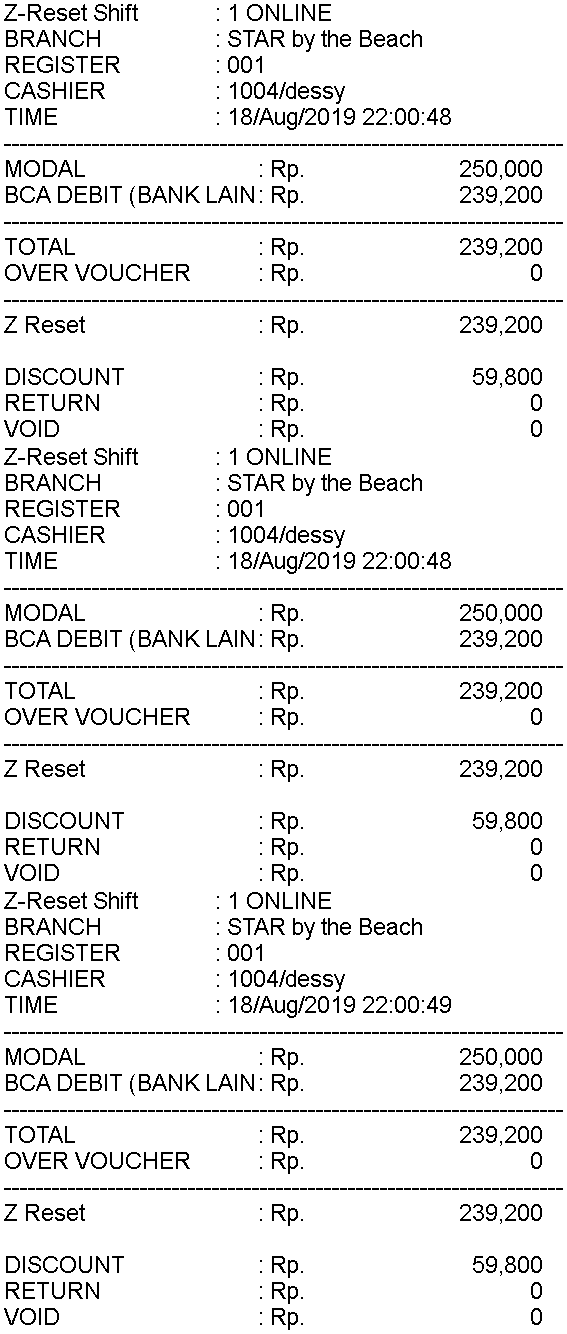 Z-Reset Shift : 1 ONLINE
BRANCH : STAR by the Beach
REGISTER : 001
CASHIER : 1004/dessy
TIME : 18/Aug/2019 22:00:48
MODAL : Rp. 250,000
BCA DEBIT (BANK LAIN : Rp. 239,200
TOTAL : Rp. 239,200
OVER VOUCHER : Rp. 0
Z Reset : Rp. 239,200
DISCOUNT : Rp. 59,800
RETURN : Rp. 0
VOID : Rp. 0
Z-Reset Shift : 1 ONLINE
BRANCH : STAR by the Beach
REGISTER : 001
CASHIER : 1004/dessy
TIME : 18/Aug/2019 22:00:48
MODAL : Rp. 250,000
BCA DEBIT (BANK LAIN : Rp. 239,200
TOTAL : Rp. 239,200
OVER VOUCHER : Rp. 0
Z Reset : Rp. 239,200
DISCOUNT : Rp. 59,800
RETURN : Rp. 0
VOID : Rp. 0
Z-Reset Shift : 1 ONLINE
BRANCH : STAR by the Beach
REGISTER : 001
CASHIER : 1004/dessy
TIME : 18/Aug/2019 22:00:49
MODAL : Rp. 250,000
BCA DEBIT (BANK LAIN : Rp. 239,200
TOTAL : Rp. 239,200
OVER VOUCHER : Rp. 0
Z Reset : Rp. 239,200
DISCOUNT : Rp. 59,800
RETURN : Rp. 0
VOID : Rp. 0